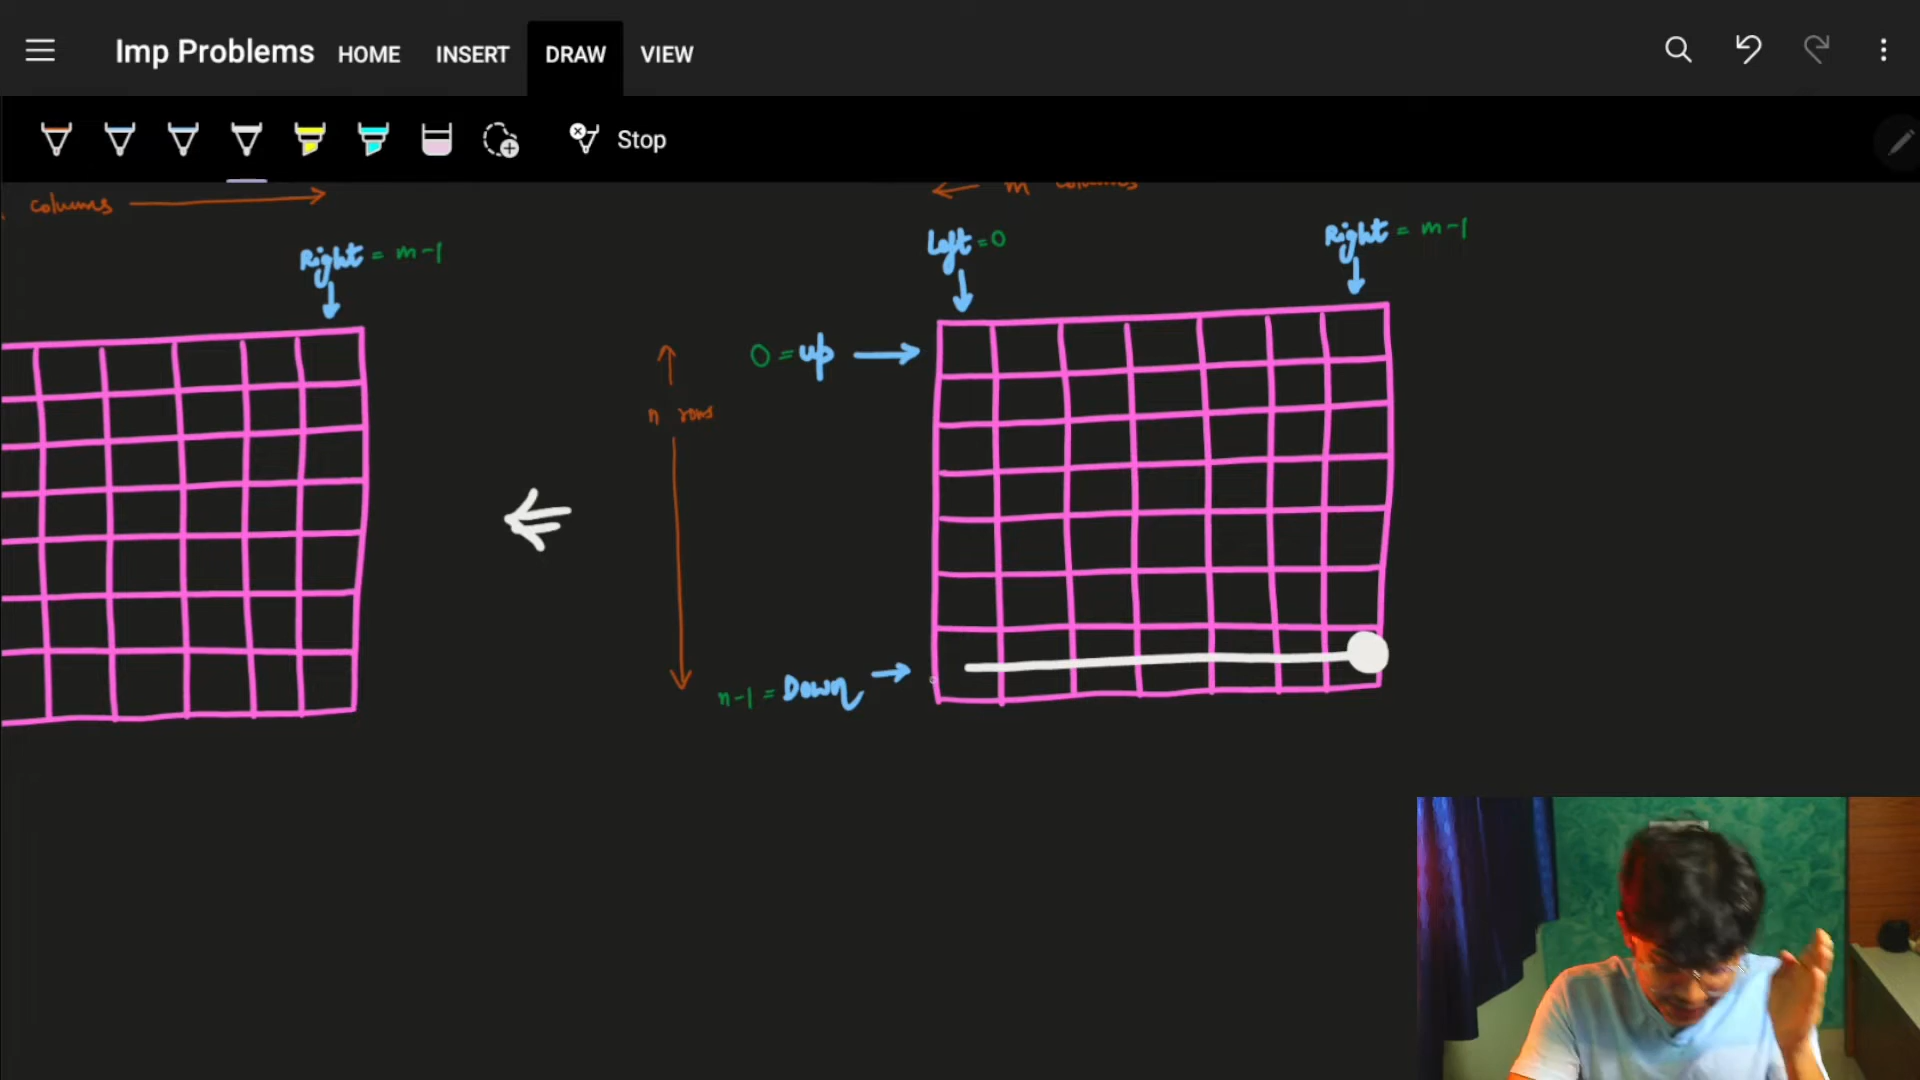 Imp Problems HOME INSERT DRAW VIEW
Stop
columns
m columns
Right = m-1
Left = 0
Right = m-1
0 = up
n rows
n-1 = Down